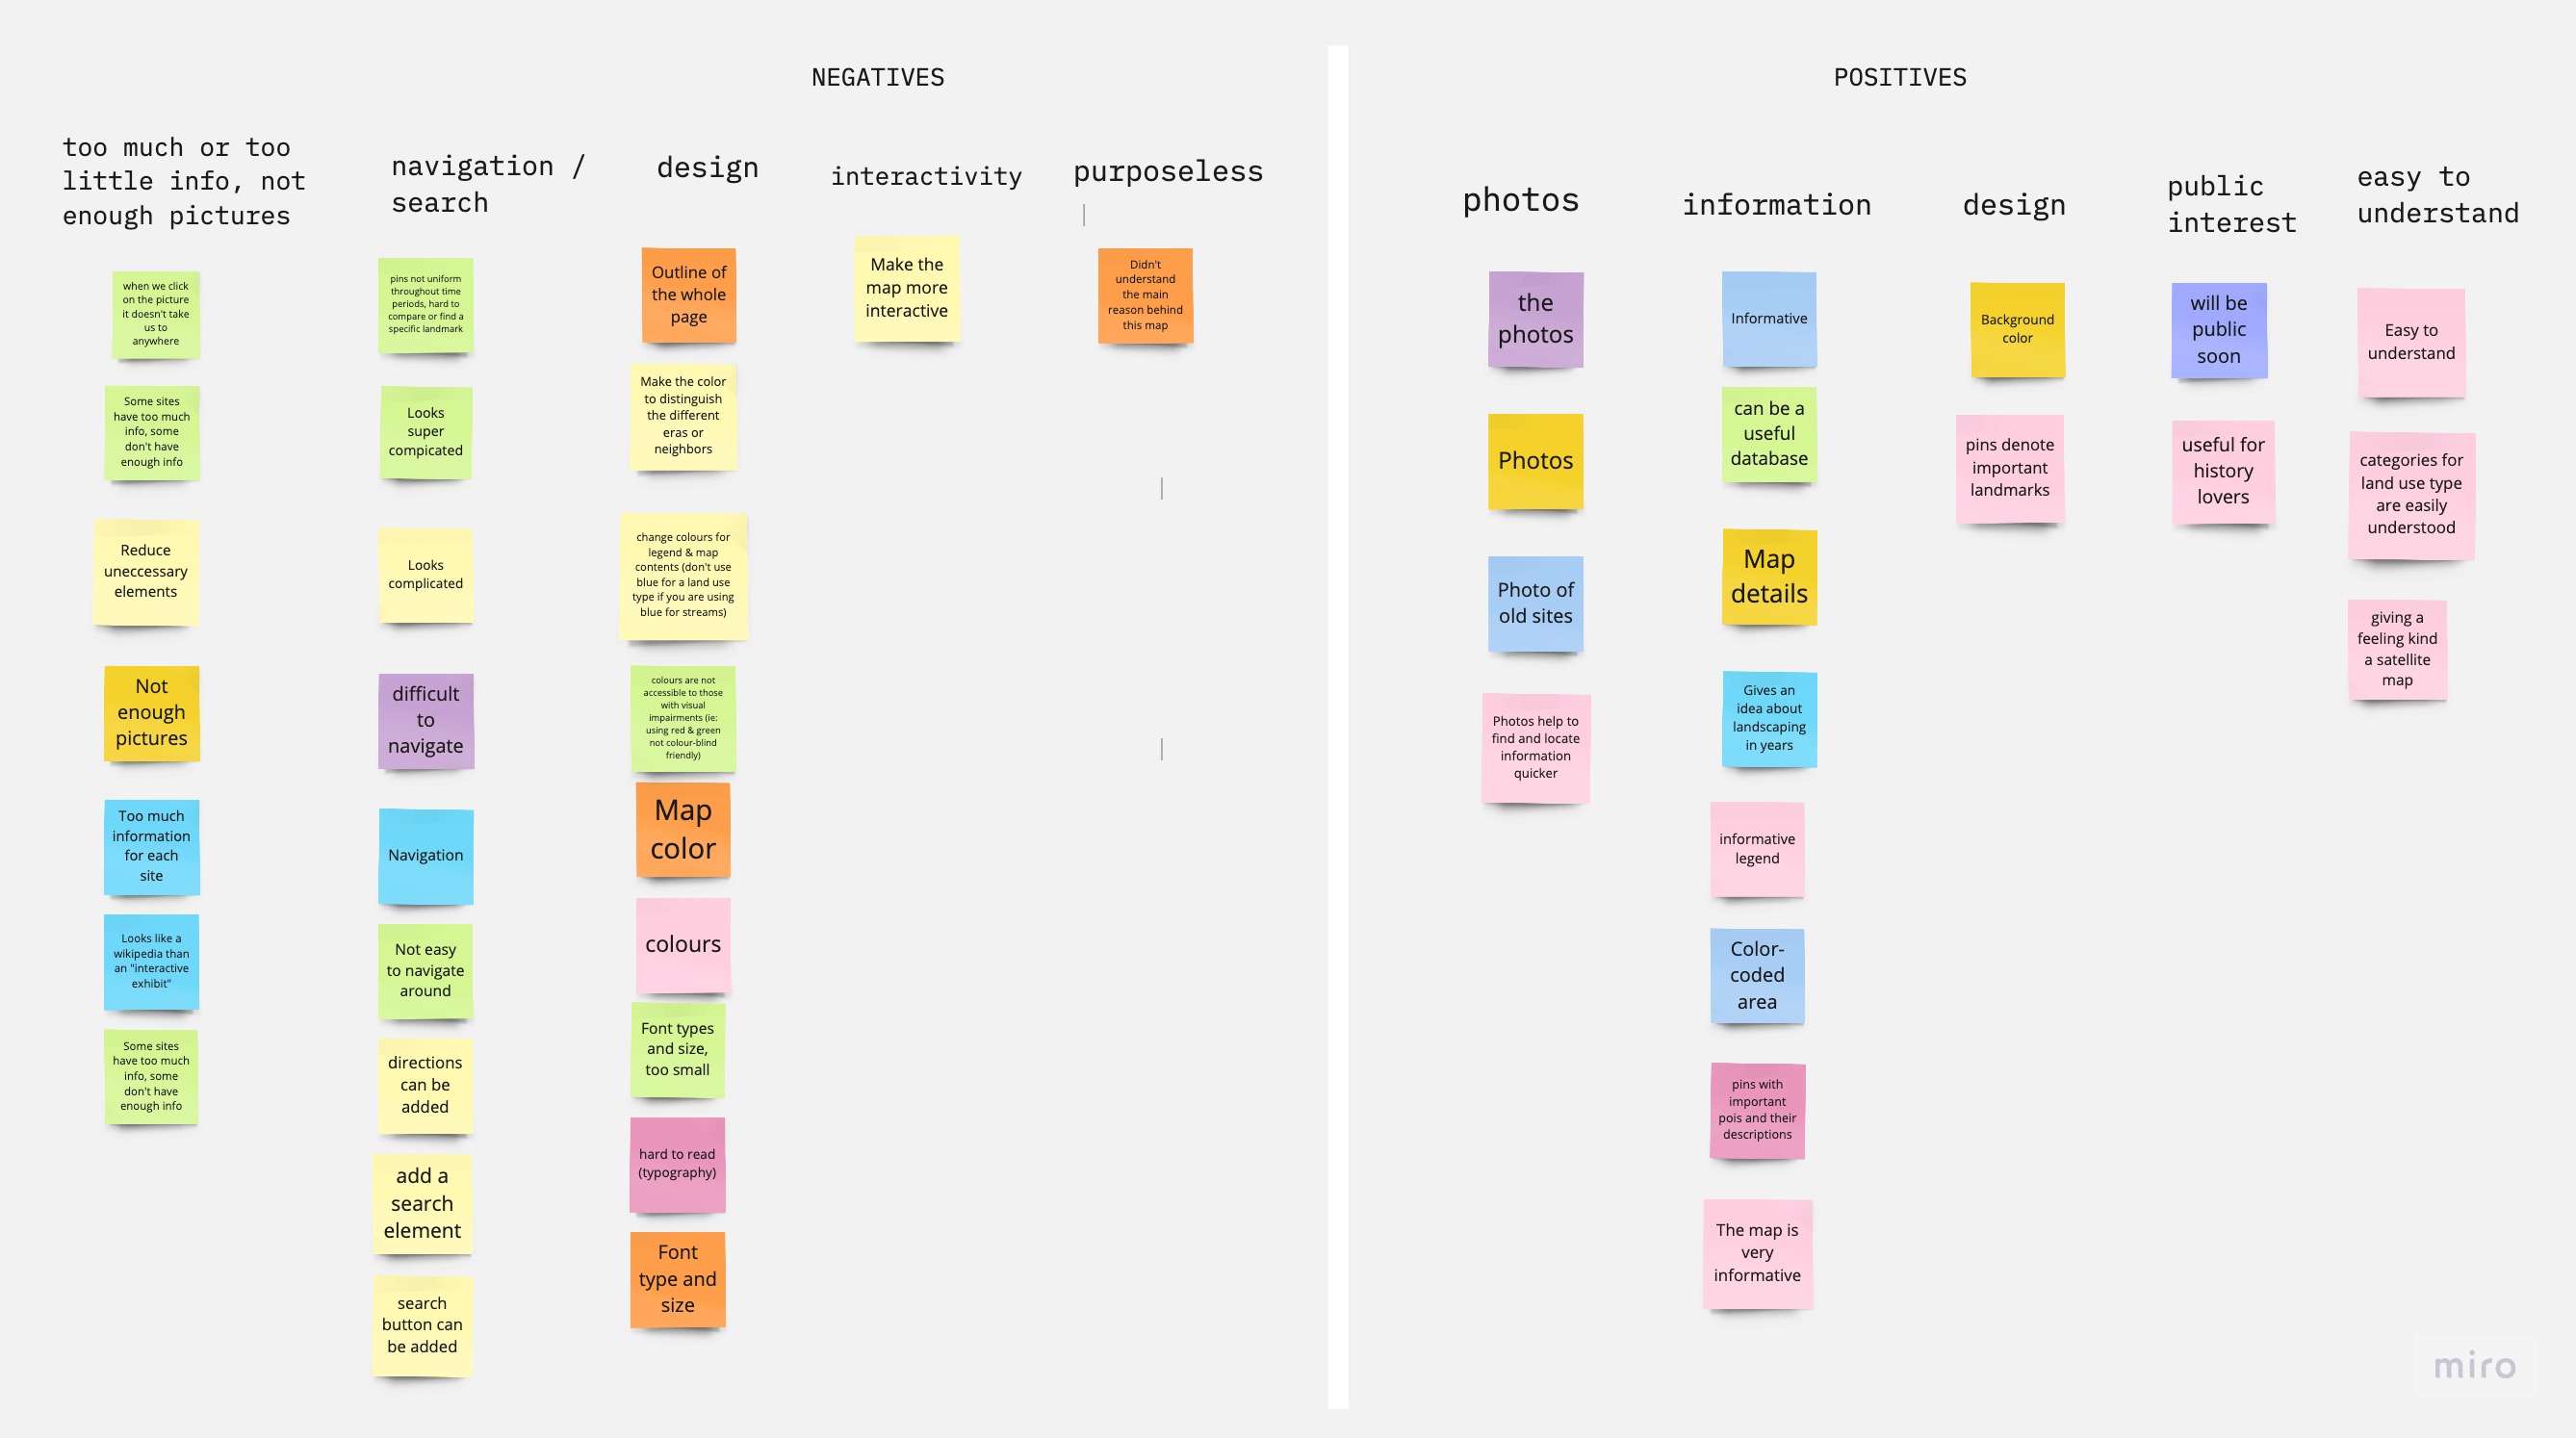 NEGATIVES
too much or too
little info, not
enough pictures
when we click
on the picture
it doesn't take
us to
anywhere
Some sites
have too much
info, some
don't have
enough info
Reduce
uneccessary
elements
Not
enough
pictures
Too much
information
for each
site
Looks like a
wikipedia than
an "interactive
exhibit"
Some sites
have too much
info, some
don't have
enough info
navigation /
search
pins not uniform
throughout time
periods, hard to
compare or find a
specific landmark
Looks
super
compicated
Looks
complicated
difficult
to
navigate
Navigation
Not easy
to navigate
around
directions
can be
added
add a
search
element
search
button can
be added
design
Outline of
the whole
page
Make the color
to distinguish
the different
eras or
neighbors
change colours for
legend & map
contents (don't use
blue for a land use
type if you are using
blue for streams)
colours are not
accessible to those
with visual
impairments (ie:
using red & green
not colour-blind
friendly)
Map
color
colours
Font types
and size,
too small
hard to read
(typography)
Font
type and
size
interactivity
Make the
map more
interactive
purposeless
Didn't
understand
the main
reason behind
this map
POSITIVES
photos
the
photos
Photos
Photo of
old sites
Photos help to
find and locate
information
quicker
information
Informative
can be a
useful
database
Map
details
Gives an
idea about
landscaping
in years
informative
legend
Color-
coded
area
pins with
important
pois and their
descriptions
The map is
very
informative
design
Background
color
pins denote
important
landmarks
public
interest
will be
public
soon
useful for
history
lovers
easy to
understand
Easy to
understand
categories for
land use type
are easily
understood
giving a
feeling kind
a satellite
map
miro